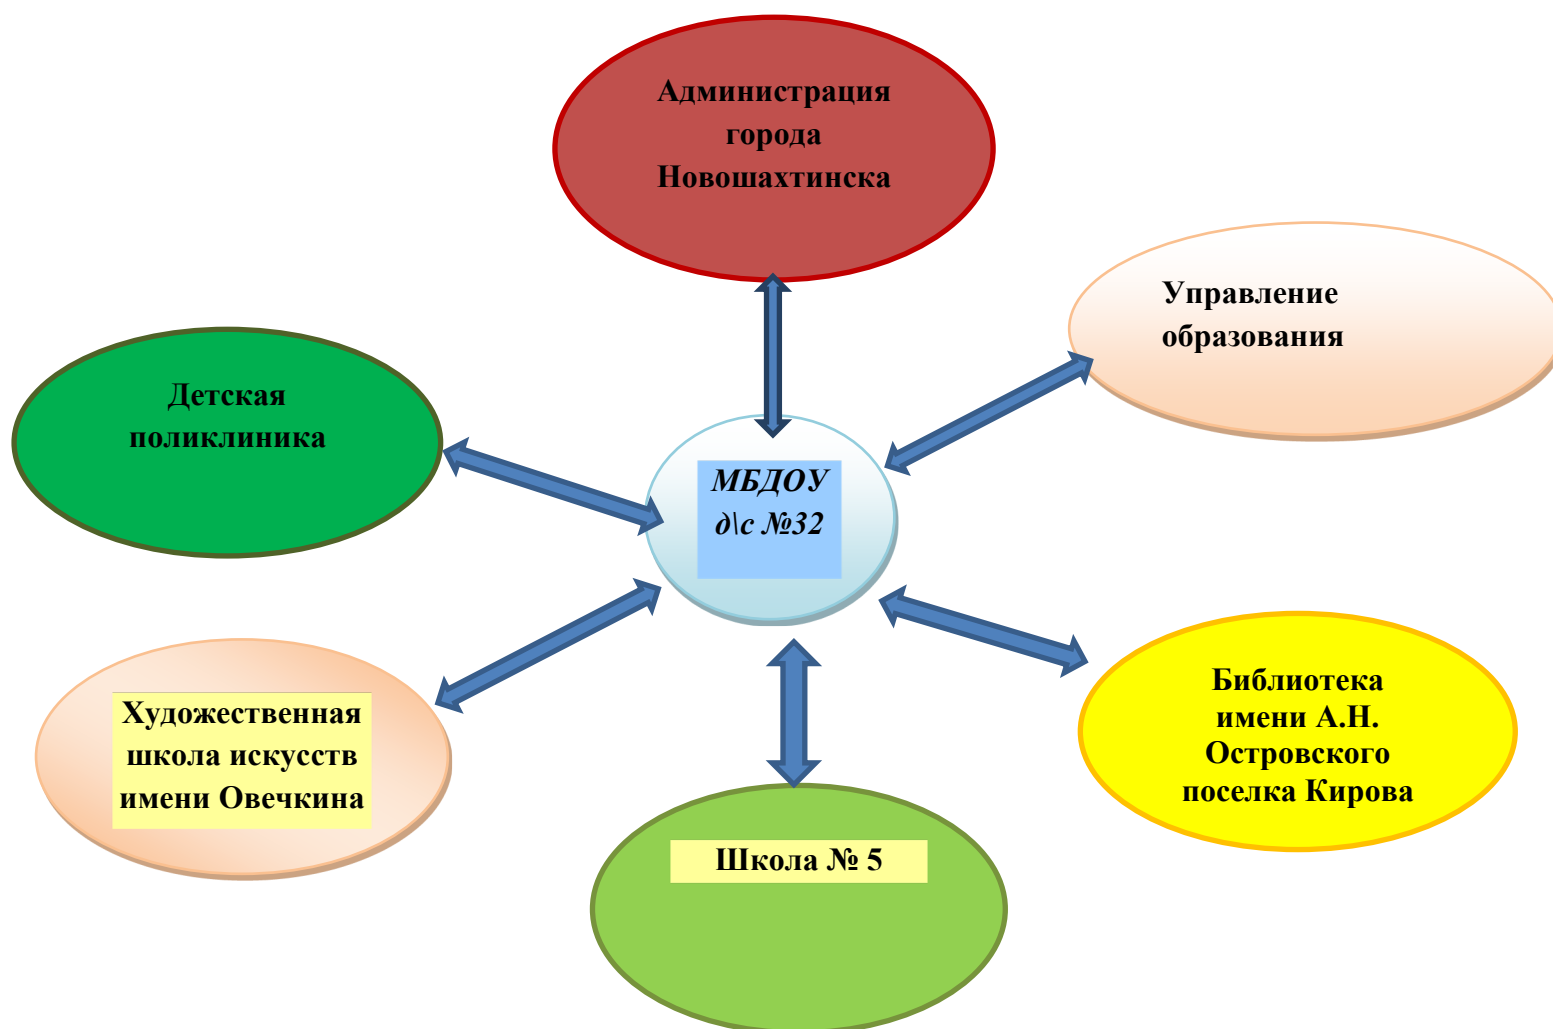 Администрация
города
Новошахтинска
Управление
образования
Детская
поликлиника
МБДОУ
д\с №32
Библиотека
имени А.Н.
Островского
поселка Кирова
Художественная
школа искусств
имени Овечкина
Школа № 5